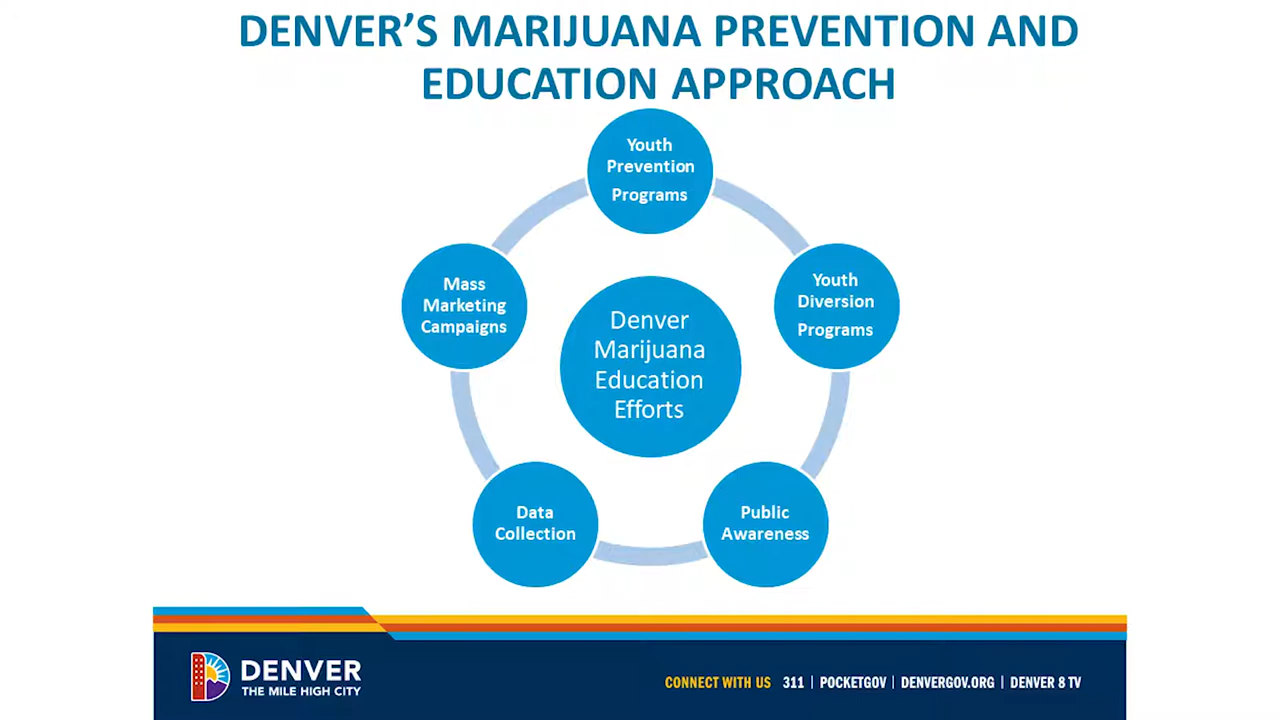 DENVER'S MARIJUANA PREVENTION AND
EDUCATION APPROACH
Youth
Prevention
Programs
Youth
Diversion
Programs
Public
Awareness
Data
Collection
Mass
Marketing
Campaigns
Denver
Marijuana
Education
Efforts
DENVER
THE MILE HIGH CITY
CONNECT WITH US 311 | POCKETGOV | DENVERGOV.ORG | DENVER 8 TV